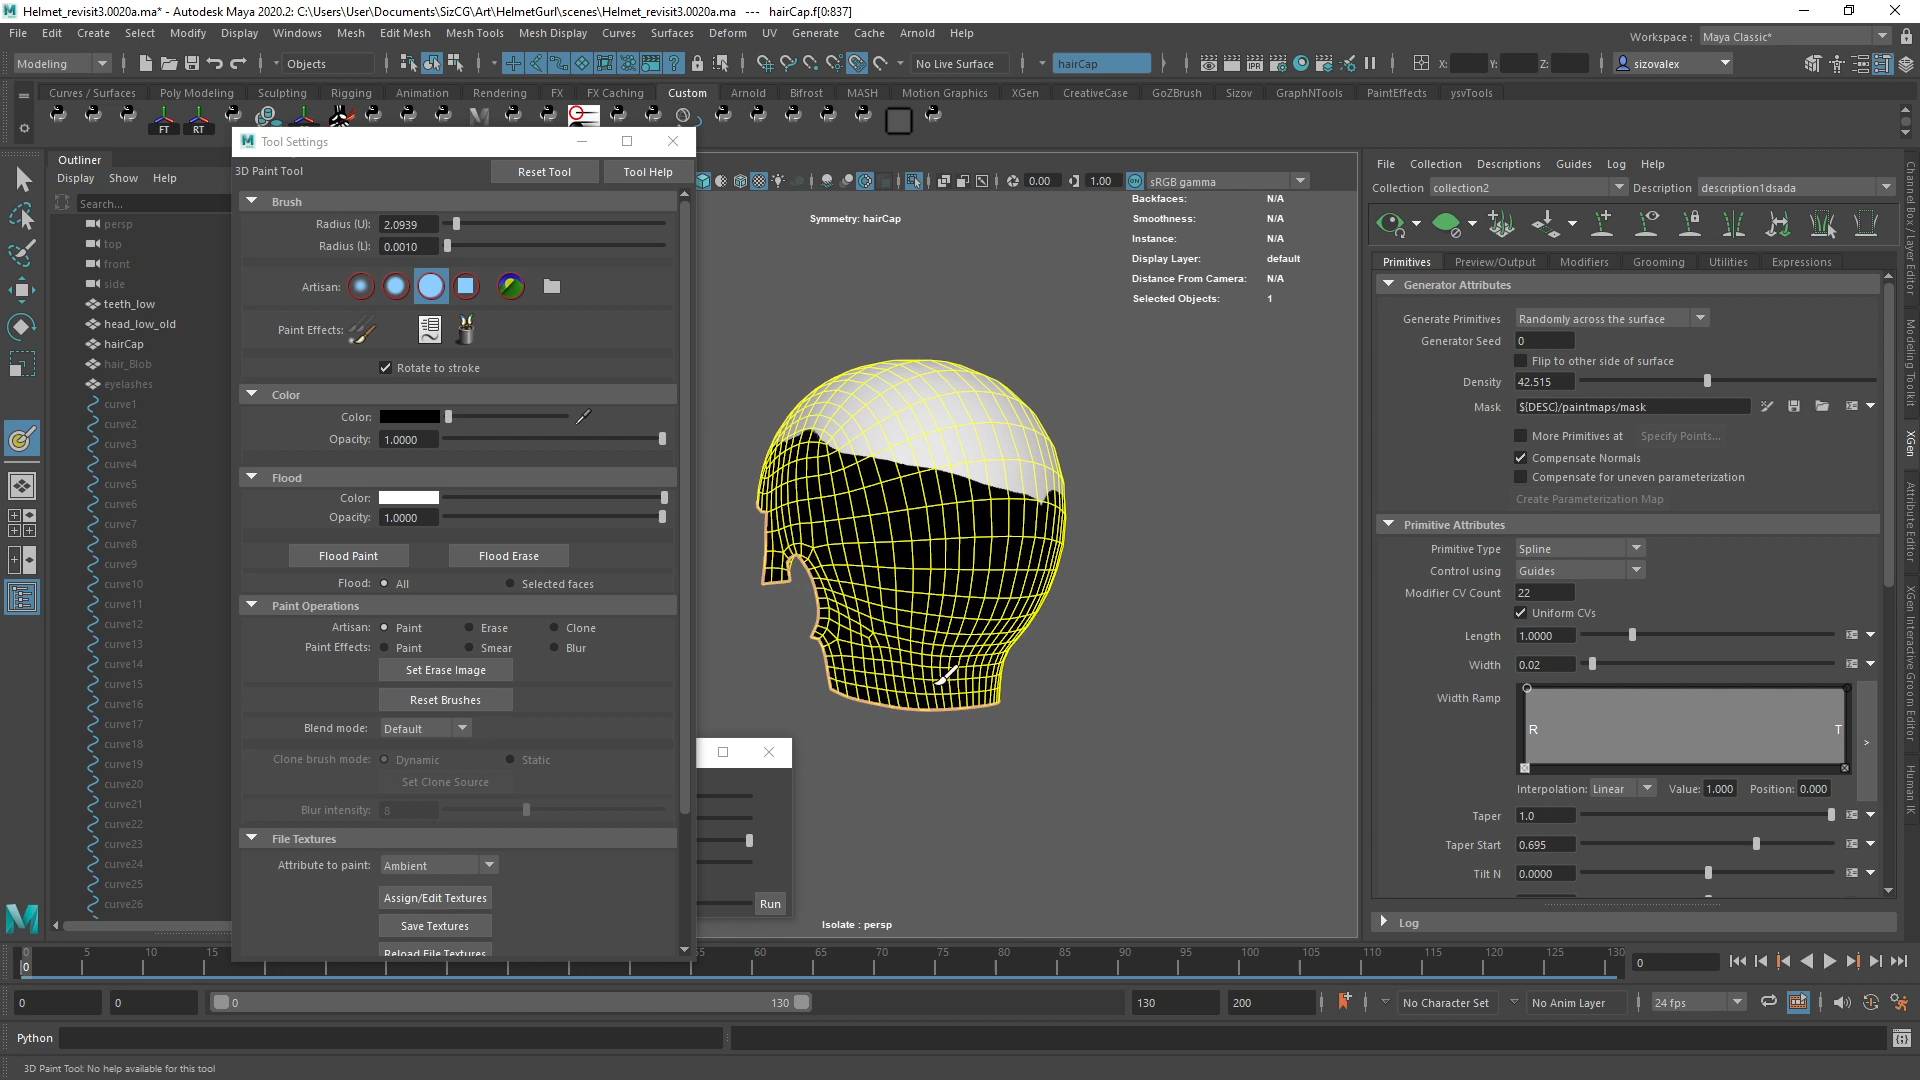 Helmet_revisit3.0020a.ma* - Autodesk Maya 2020.2: C:\Users\User\Documents\SizCG\Art\HelmetGurl\scenes\Helmet_revisit3.0020a.ma --- hairCap.f[0:837]
File Edit Create Select Modify Display Windows Mesh Edit Mesh Mesh Tools Mesh Display Curves Surfaces Deform UV Generate Cache Arnold Help
Workspace : Maya Classic*
Modeling Objects No Live Surface hairCap X: Y: Z: sizovalex
Curves / Surfaces Poly Modeling Sculpting Rigging Animation Rendering FX FX Caching Custom Arnold Bifrost MASH Motion Graphics XGen CreativeCase GoZBrush Sizov GraphNTools PaintEffects ysvTools
FT RT
Outliner
Display Show Help
Search...
persp
top
front
side
teeth_low
head_low_old
hairCap
hair_Blob
eyelashes
curve1
curve2
curve3
curve4
curve5
curve6
curve7
curve8
curve9
curve10
curve11
curve12
curve13
curve14
curve15
curve16
curve17
curve18
curve19
curve20
curve21
curve22
curve23
curve24
curve25
curve26
Tool Settings
3D Paint Tool Reset Tool Tool Help
Brush
Radius (U): 2.0939
Radius (L): 0.0010
Artisan:
Paint Effects:
Rotate to stroke
Color
Color:
Opacity: 1.0000
Flood
Color:
Opacity: 1.0000
Flood Paint Flood Erase
Flood: All Selected faces
Paint Operations
Artisan: Paint Erase Clone
Paint Effects: Paint Smear Blur
Set Erase Image
Reset Brushes
Blend mode: Default
Clone brush mode: Dynamic Static
Set Clone Source
Blur intensity: 8
File Textures
Attribute to paint: Ambient
Assign/Edit Textures
Save Textures
Reload File Textures
0.00 1.00 sRGB gamma
Symmetry: hairCap
Backfaces: N/A
Smoothness: N/A
Instance: N/A
Display Layer: default
Distance From Camera: N/A
Selected Objects: 1
Run
Isolate : persp
File Collection Descriptions Guides Log Help
Collection collection2 Description description1dsada
Primitives Preview/Output Modifiers Grooming Utilities Expressions
Generator Attributes
Generate Primitives Randomly across the surface
Generator Seed 0
Flip to other side of surface
Density 42.515
Mask ${DESC}/paintmaps/mask
More Primitives at Specify Points...
Compensate Normals
Compensate for uneven parameterization
Create Parameterization Map
Primitive Attributes
Primitive Type Spline
Control using Guides
Modifier CV Count 22
Uniform CVs
Length 1.0000
Width 0.02
Width Ramp R T >
Interpolation: Linear Value: 1.000 Position: 0.000
Taper 1.0
Taper Start 0.695
Tilt N 0.0000
Log
Channel Box / Layer Editor
Modeling Toolkit
XGen
Attribute Editor
XGen Interactive Groom Editor
Human IK
0 5 10 15 55 60 65 70 75 80 85 90 95 100 105 110 115 120 125 130 0
0
0 0 0 130 130 200 No Character Set No Anim Layer 24 fps
Python
3D Paint Tool: No help available for this tool